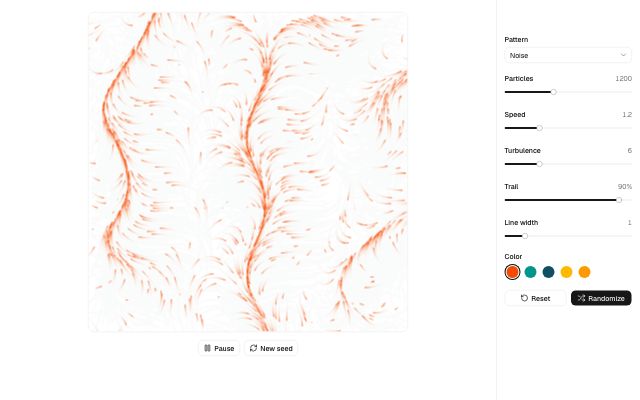 Pattern
Noise
Particles 1200
Speed 1.2
Turbulence 6
Trail 90%
Line width 1
Color
Reset Randomize
Pause New seed